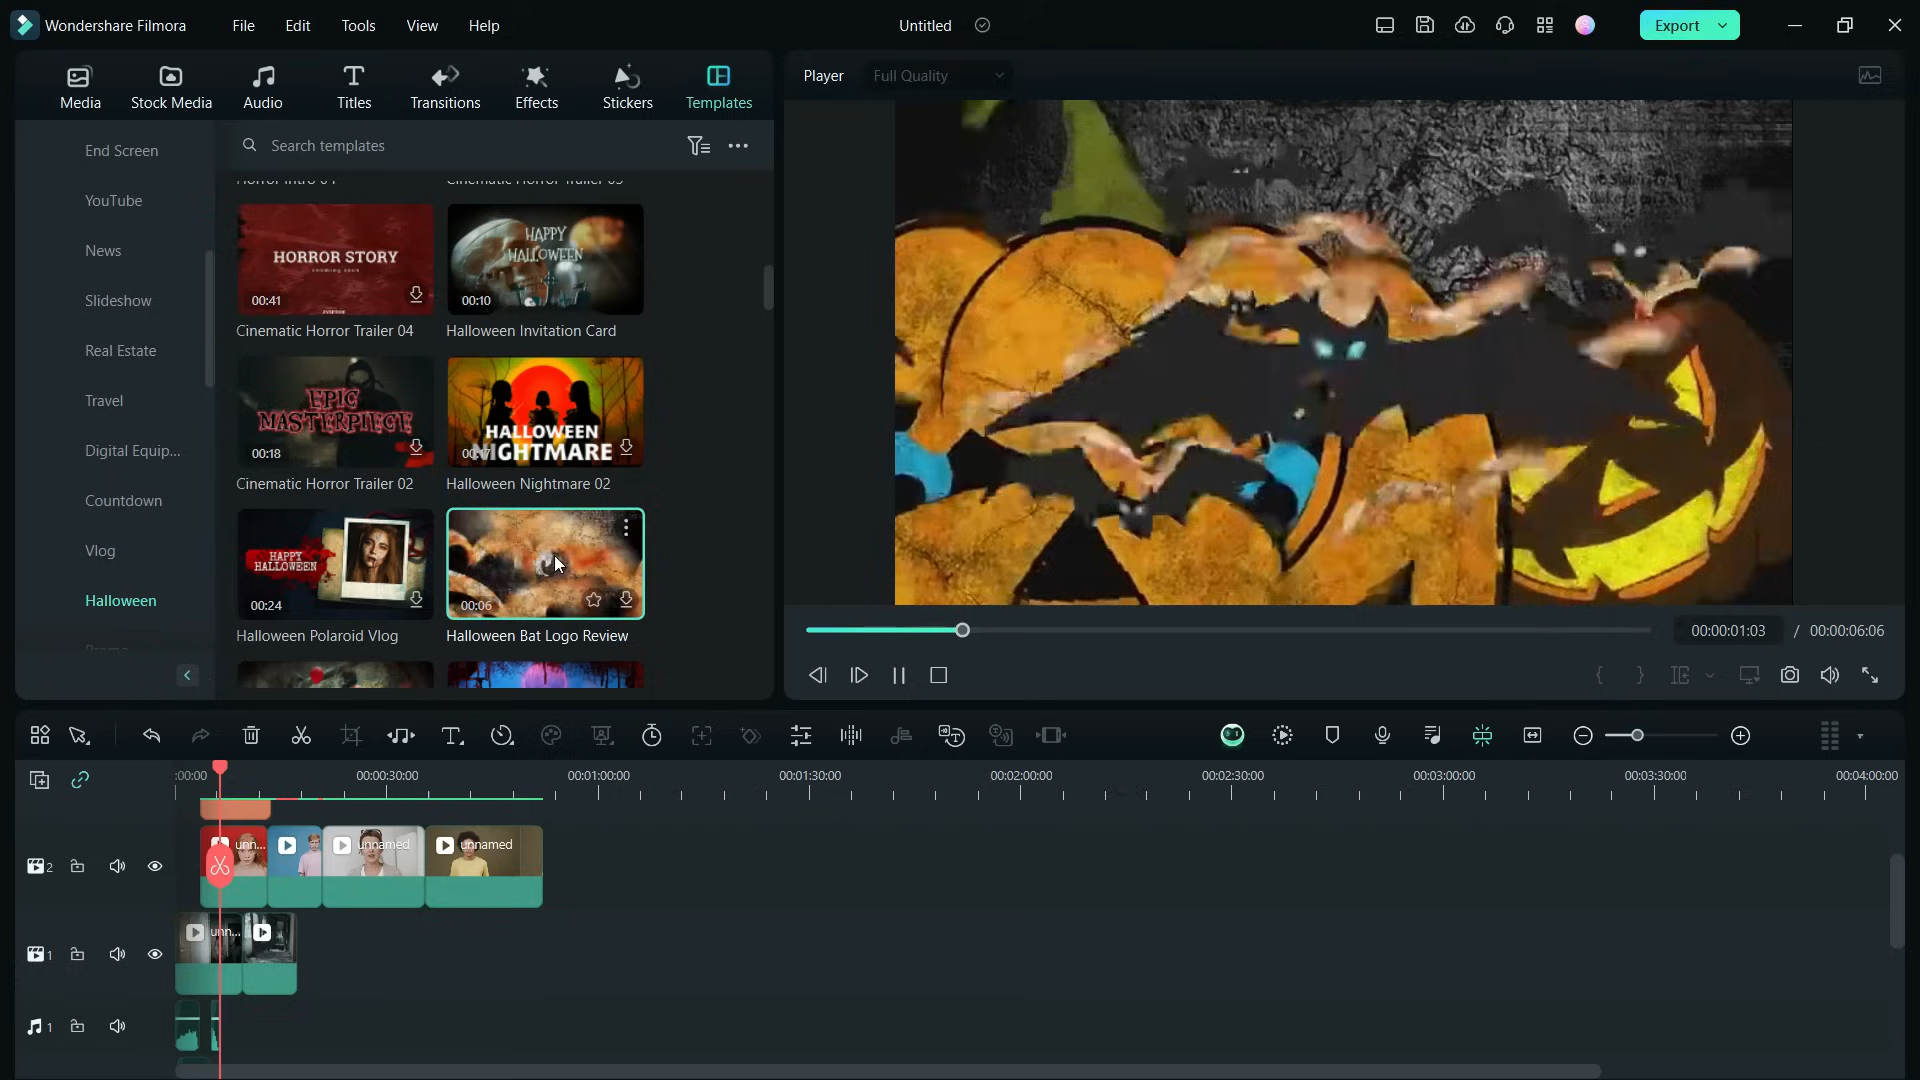 Wondershare Filmora
File
Edit
Tools
View
Help
Untitled
Export
Media
Stock Media
Audio
Titles
Transitions
Effects
Stickers
Templates
Player
Full Quality
Search templates
End Screen
YouTube
News
Slideshow
Real Estate
Travel
Digital Equip...
Countdown
Vlog
Halloween
HORROR STORY
coming soon
00:41
Cinematic Horror Trailer 04
HAPPY
HALLOWEEN
00:10
Halloween Invitation Card
EPIC
MASTERPIECE
00:18
Cinematic Horror Trailer 02
HALLOWEEN
NIGHTMARE
Halloween Nightmare 02
HAPPY
HALLOWEEN
00:24
Halloween Polaroid Vlog
00:06
Halloween Bat Logo Review
00:00:01:03 / 00:00:06:06
:00:00
00:00:30:00
00:01:00:00
00:01:30:00
00:02:00:00
00:02:30:00
00:03:00:00
00:03:30:00
00:04:00:00
2
unn...
unnamed
unnamed
1
unn...
1